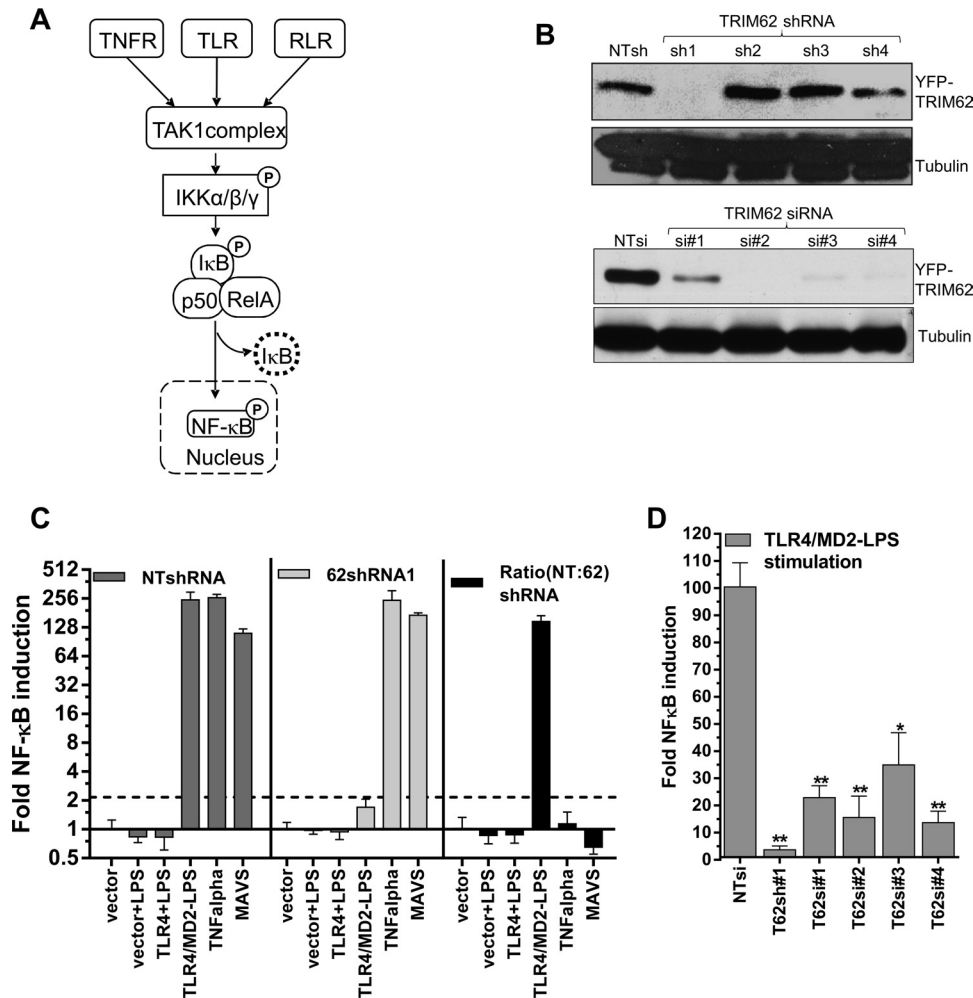 A
TNFR
TLR
RLR
TAK1complex
P
IKKα/β/γ
P
IκB
p50
RelA
IκB
P
NF-κB
Nucleus
B
TRIM62 shRNA
NTsh sh1 sh2 sh3 sh4
YFP-
TRIM62
Tubulin
TRIM62 siRNA
NTsi si#1 si#2 si#3 si#4
YFP-
TRIM62
Tubulin
C
Fold NF-κB induction
512
256
128
64
32
16
8
4
2
1
0.5
NTshRNA
62shRNA1
Ratio(NT:62)
shRNA
vector
vector+LPS
TLR4+LPS
TLR4/MD2-LPS
TNFalpha
MAVS
vector
vector+LPS
TLR4+LPS
TLR4/MD2-LPS
TNFalpha
MAVS
vector
vector+LPS
TLR4+LPS
TLR4/MD2-LPS
TNFalpha
MAVS
D
Fold NFκB induction
120
110
100
90
80
70
60
50
40
30
20
10
0
TLR4/MD2-LPS
stimulation
**
**
**
*
**
NTsi
T62sh#1
T62si#1
T62si#2
T62si#3
T62si#4